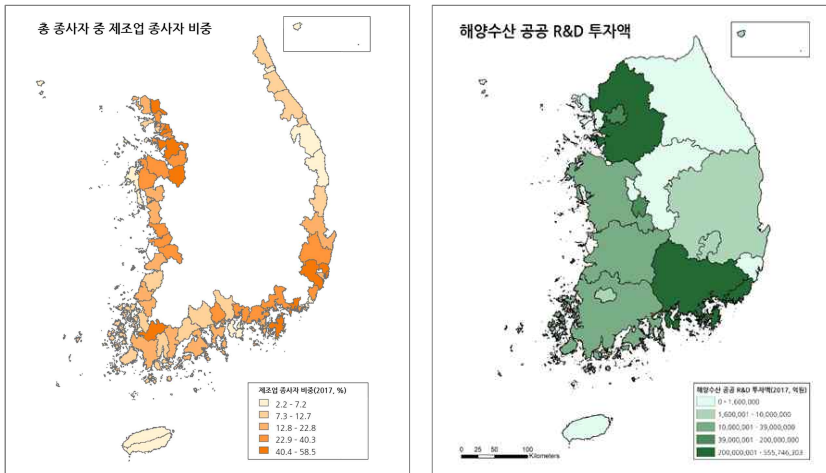 총 종사자 중 제조업 종사자 비중
제조업 종사자 비중(2017, %)
2.2 - 7.2
7.3 - 12.7
12.8 - 22.8
22.9 - 40.3
40.4 - 58.5
해양수산 공공 R&D 투자액
해양수산 공공 R&D 투자액(2017, 억원)
0 - 1,600,000
1,600,001 - 10,000,000
10,000,001 - 39,000,000
39,000,001 - 200,000,000
200,000,001 - 555,746,303
0 25 50 100
Kilometers